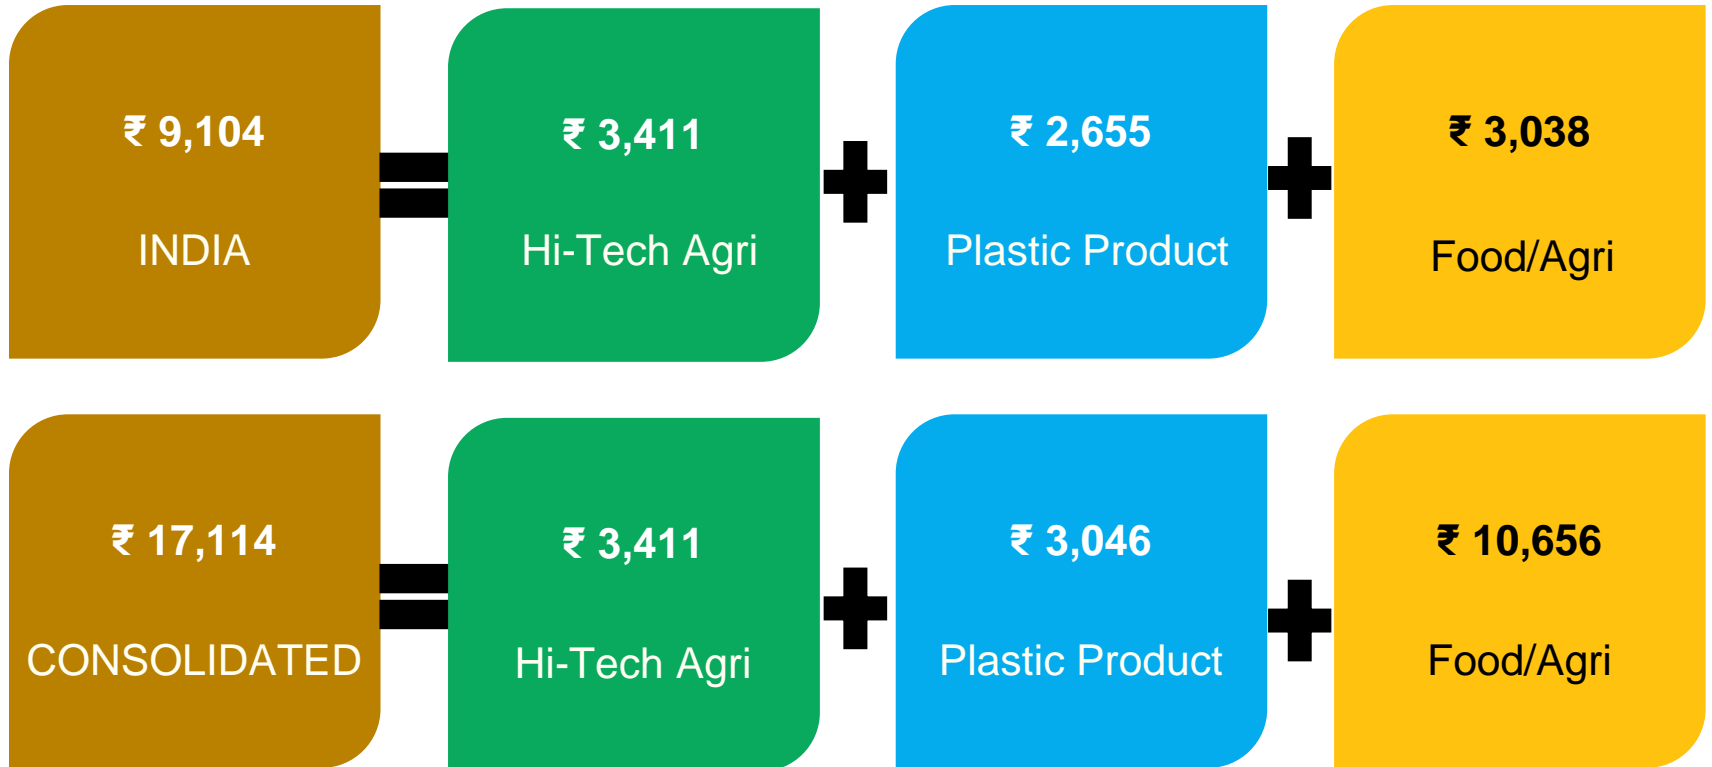 ₹ 9,104
INDIA
₹ 3,411
Hi-Tech Agri
₹ 2,655
Plastic Product
₹ 3,038
Food/Agri
₹ 17,114
CONSOLIDATED
₹ 3,411
Hi-Tech Agri
₹ 3,046
Plastic Product
₹ 10,656
Food/Agri